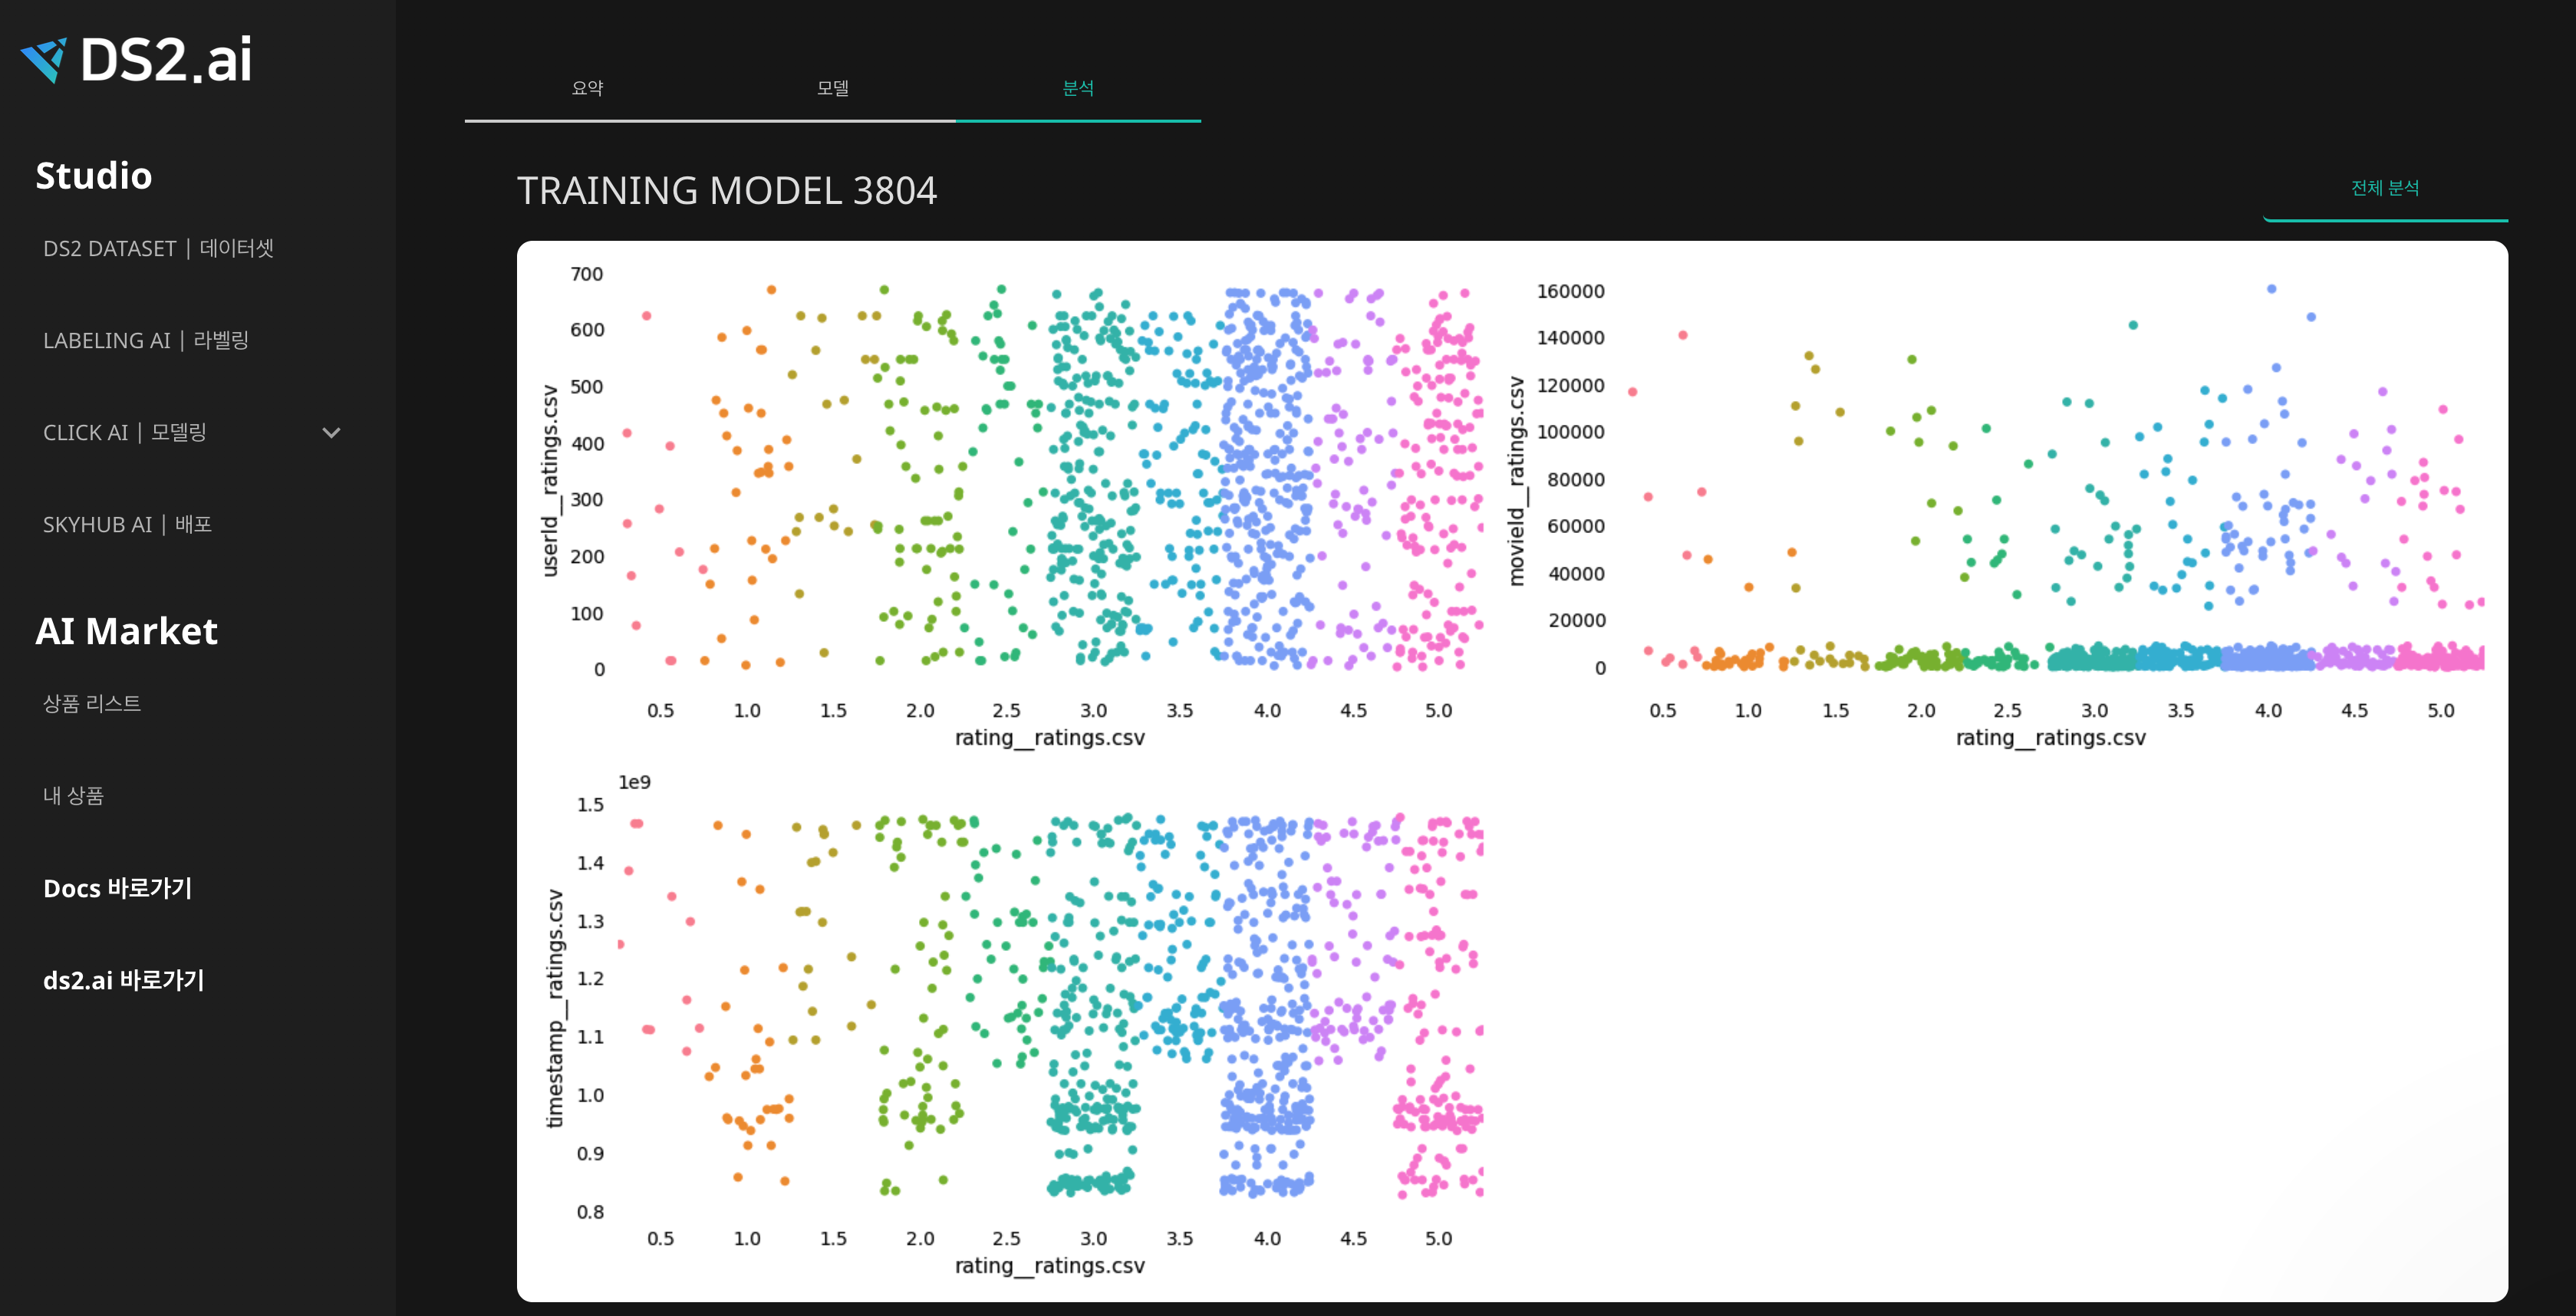 DS2.ai
Studio
DS2 DATASET | 데이터셋
LABELING AI | 라벨링
CLICK AI | 모델링
SKYHUB AI | 배포
AI Market
상품 리스트
내 상품
Docs 바로가기
ds2.ai 바로가기
요약 모델 분석
TRAINING MODEL 3804
전체 분석
700
600
500
400
300
200
100
0
userId__ratings.csv
0.5 1.0 1.5 2.0 2.5 3.0 3.5 4.0 4.5 5.0
rating__ratings.csv
160000
140000
120000
100000
80000
60000
40000
20000
0
movieId__ratings.csv
0.5 1.0 1.5 2.0 2.5 3.0 3.5 4.0 4.5 5.0
rating__ratings.csv
1e9
1.5
1.4
1.3
1.2
1.1
1.0
0.9
0.8
timestamp__ratings.csv
0.5 1.0 1.5 2.0 2.5 3.0 3.5 4.0 4.5 5.0
rating__ratings.csv